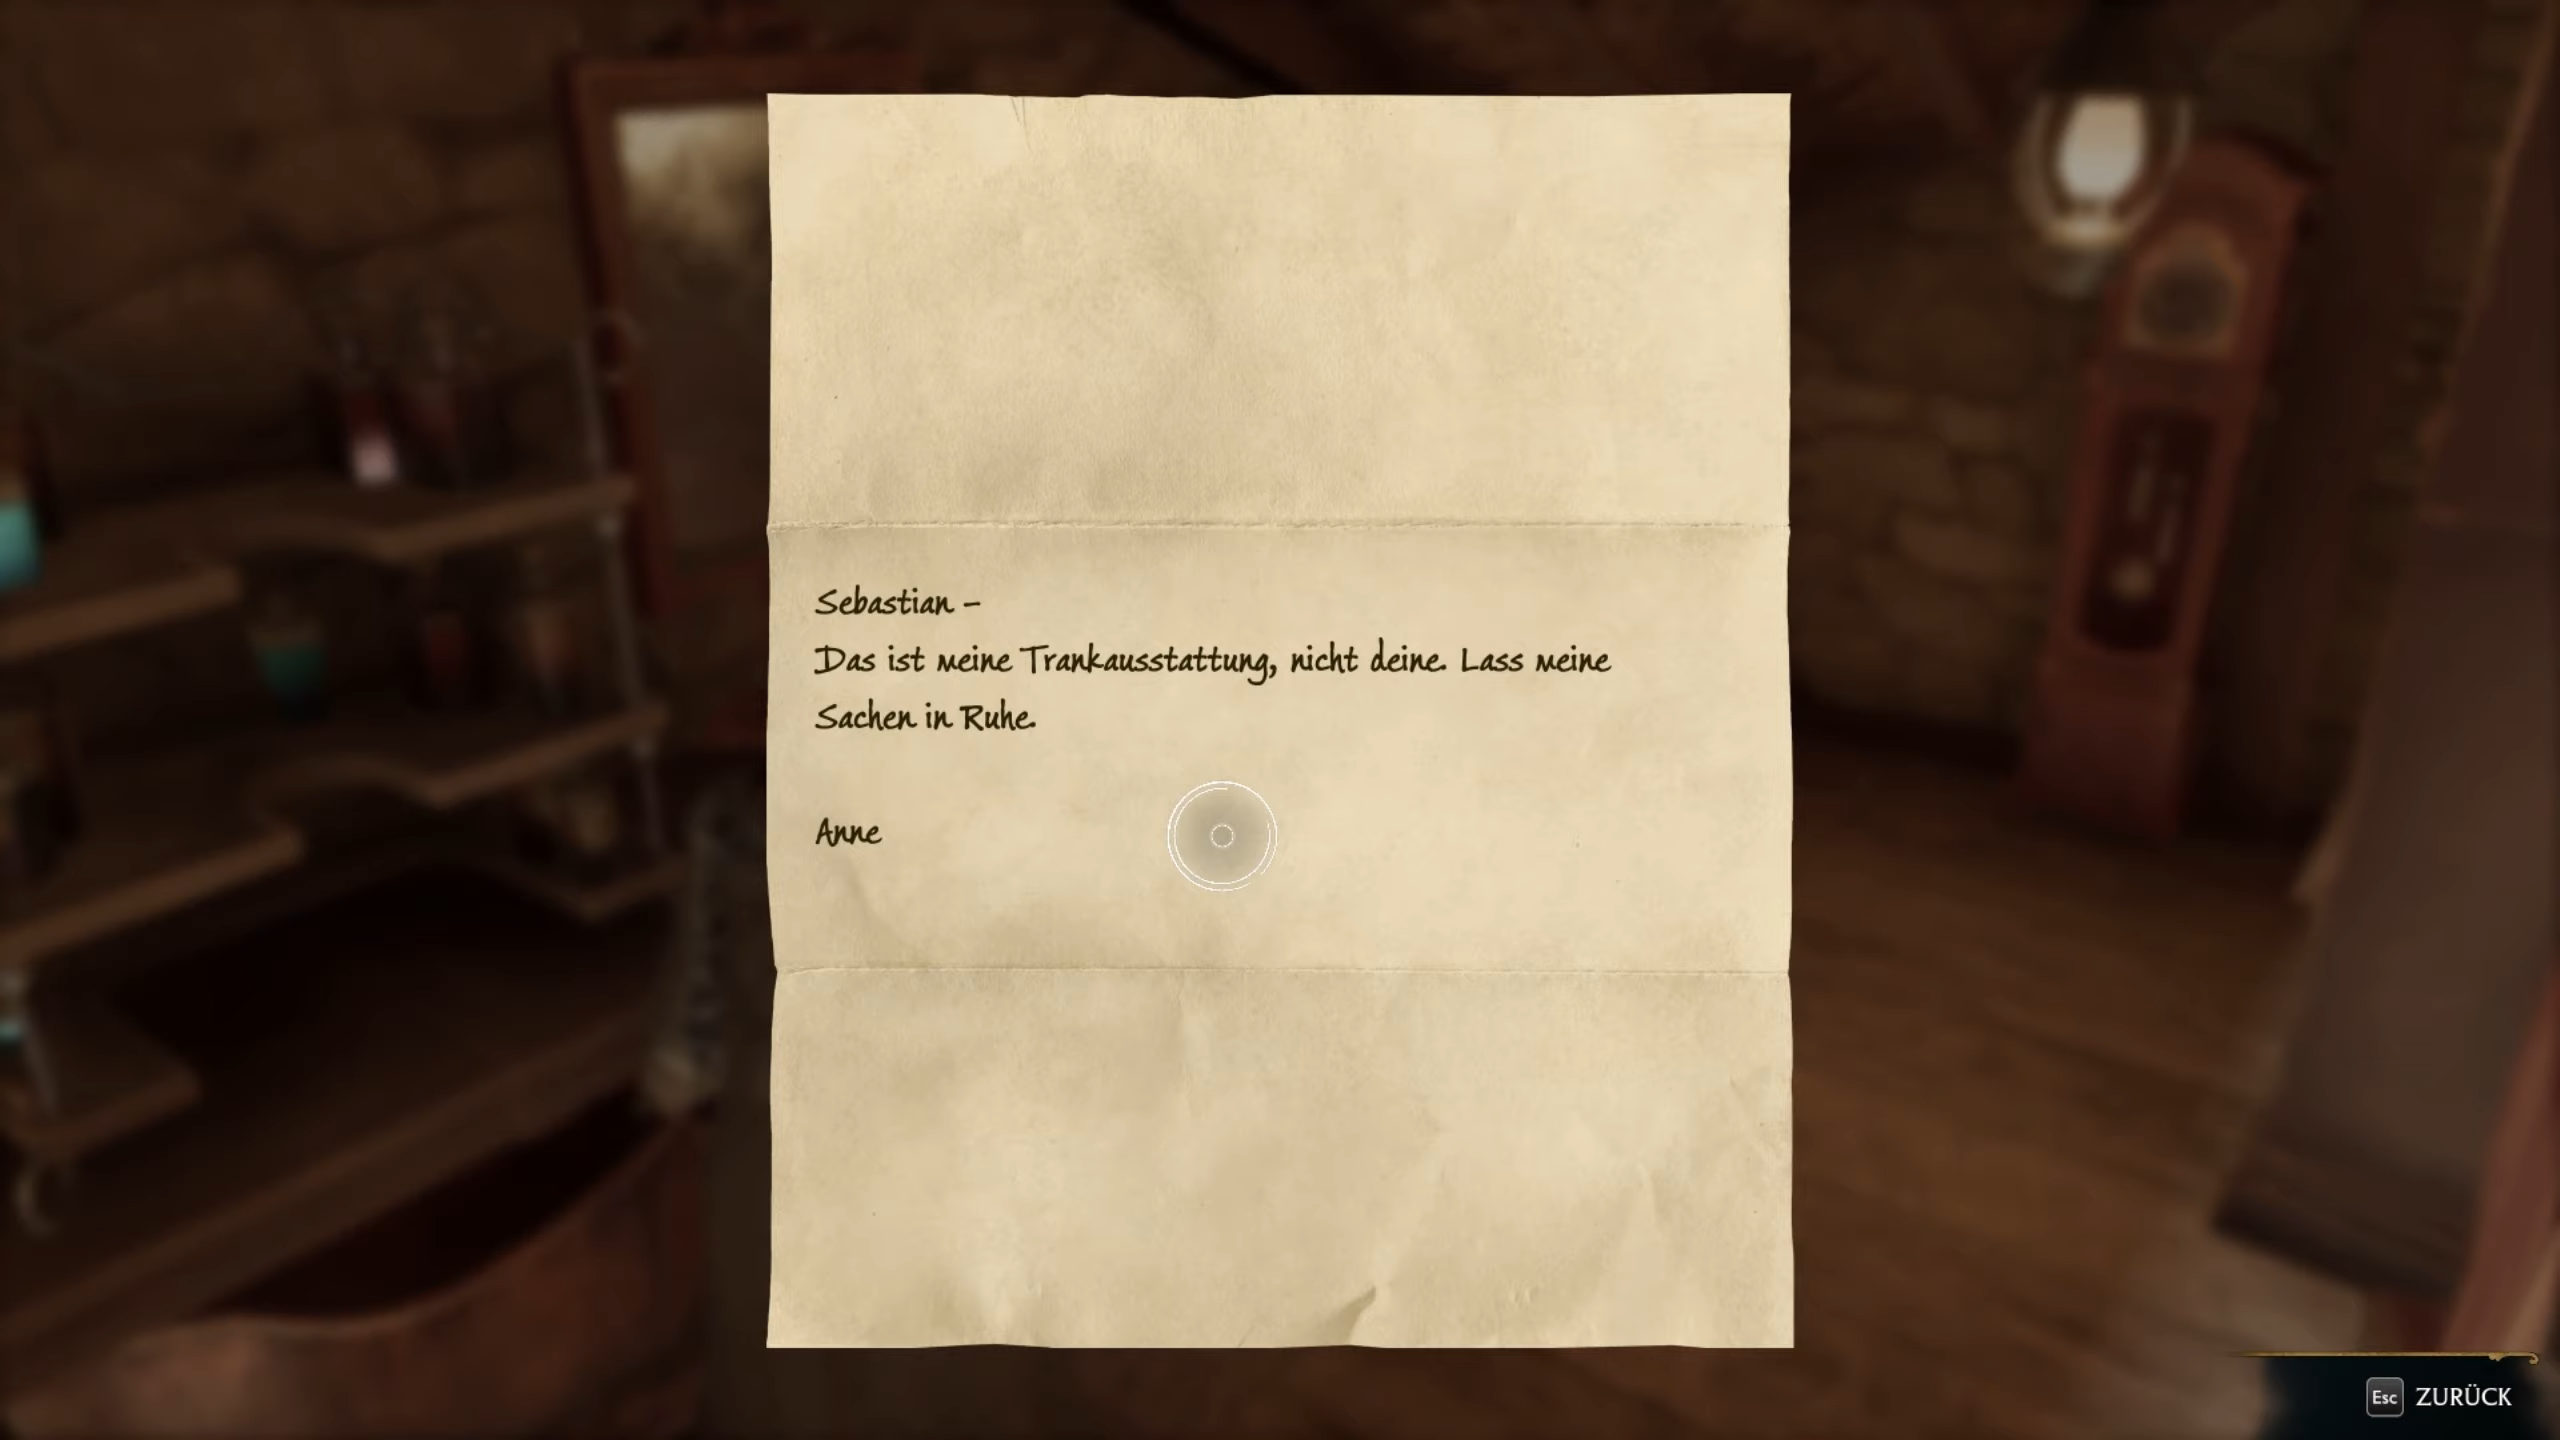 Sebastian –
Das ist meine Trankausstattung, nicht deine. Lass meine
Sachen in Ruhe.
Anne
Esc ZURÜCK